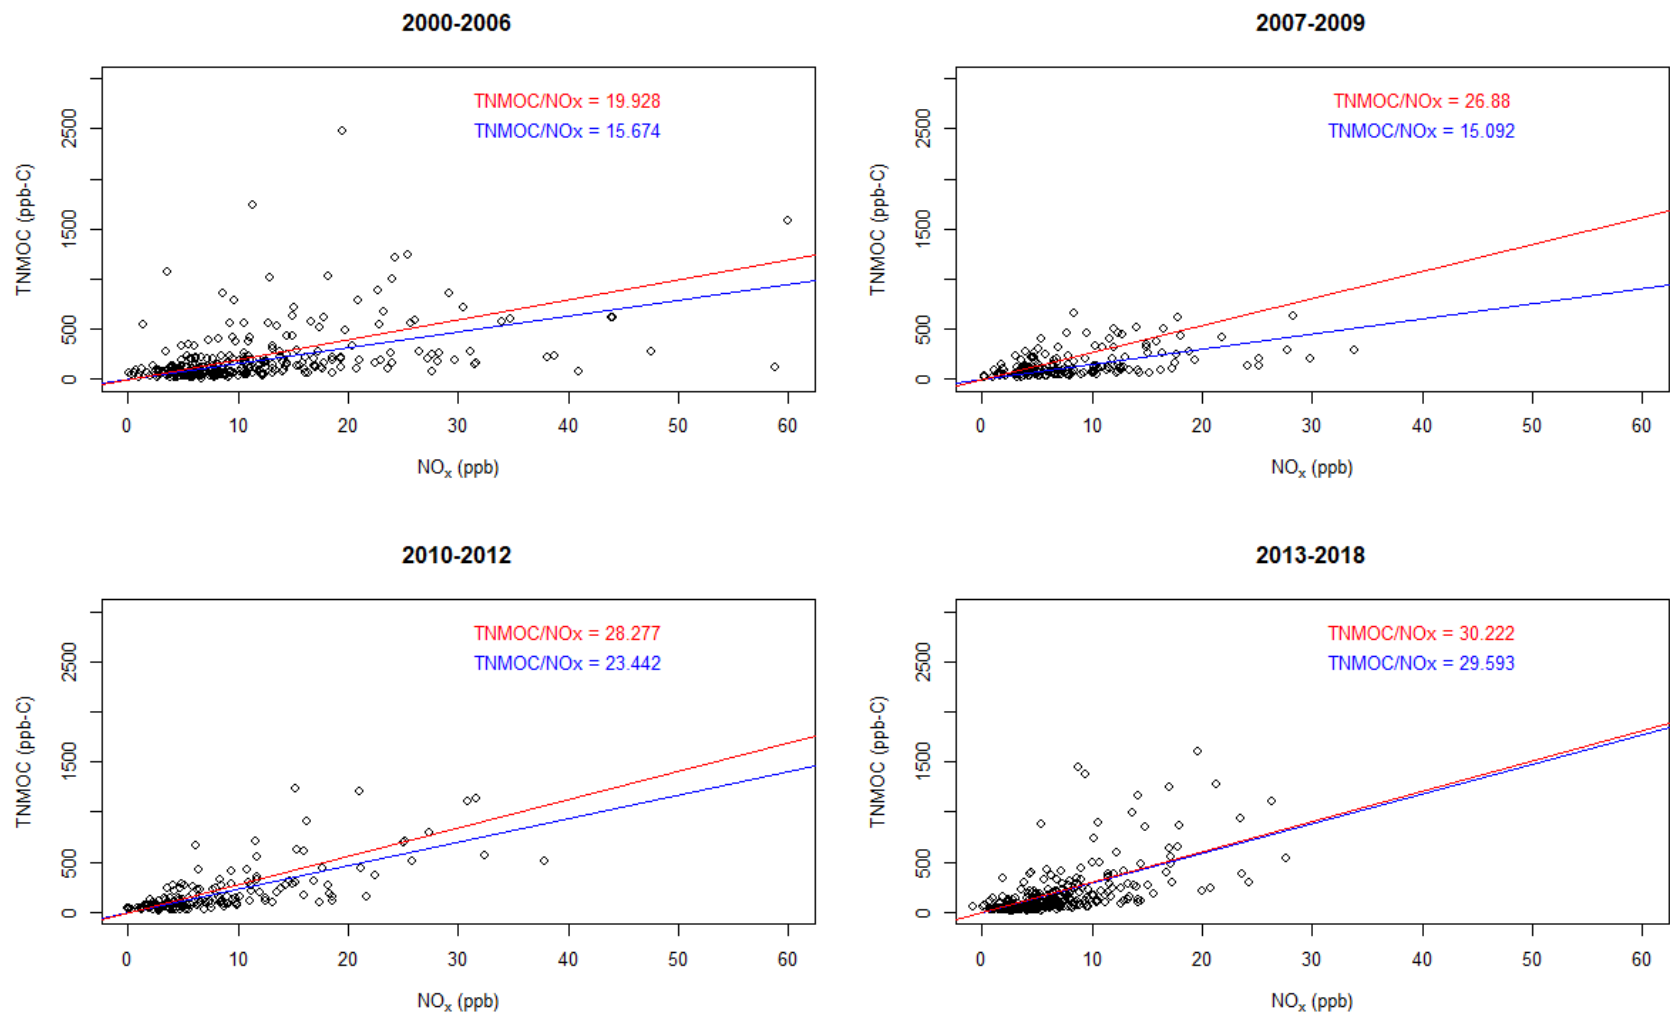 2000-2006
TNMOC/NOx = 19.928
TNMOC/NOx = 15.674
TNMOC (ppb-C)
2500
1500
500
0
0 10 20 30 40 50 60
NOx (ppb)
2007-2009
TNMOC/NOx = 26.88
TNMOC/NOx = 15.092
TNMOC (ppb-C)
2500
1500
500
0
0 10 20 30 40 50 60
NOx (ppb)
2010-2012
TNMOC/NOx = 28.277
TNMOC/NOx = 23.442
TNMOC (ppb-C)
2500
1500
500
0
0 10 20 30 40 50 60
NOx (ppb)
2013-2018
TNMOC/NOx = 30.222
TNMOC/NOx = 29.593
TNMOC (ppb-C)
2500
1500
500
0
0 10 20 30 40 50 60
NOx (ppb)